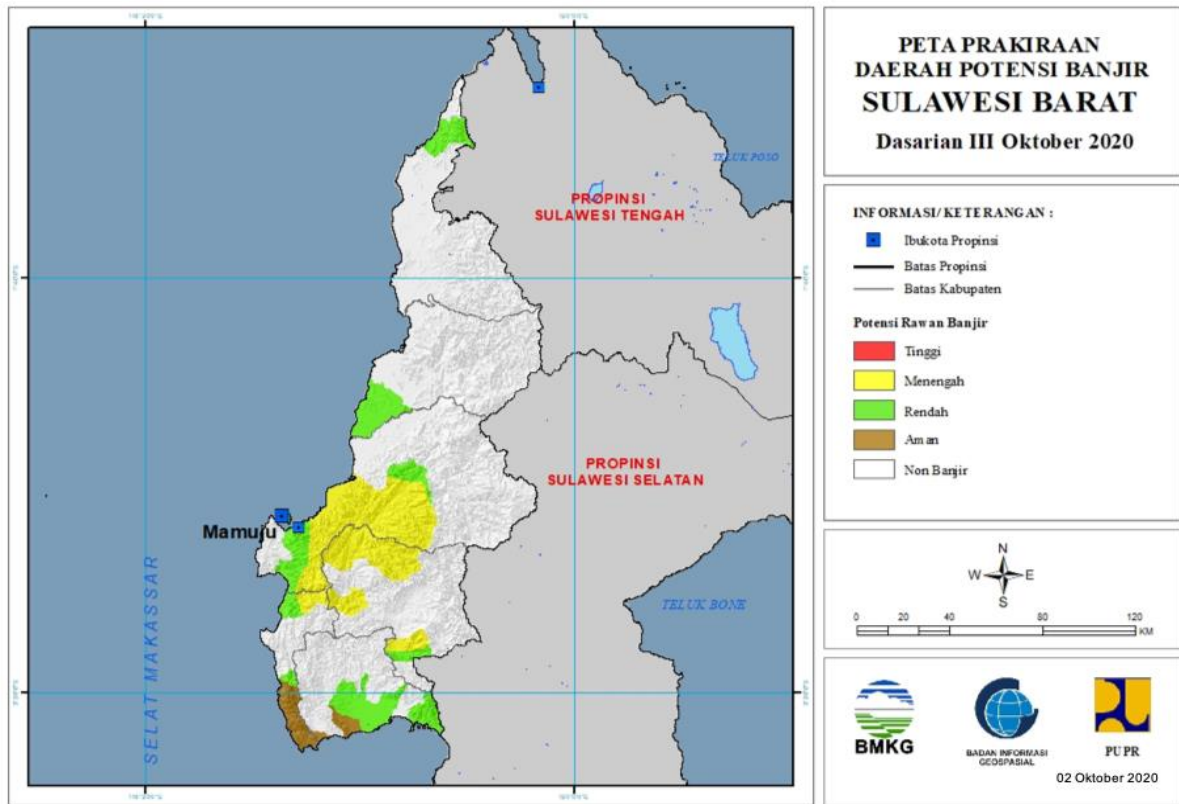 PETA PRAKIRAAN
DAERAH POTENSI BANJIR
SULAWESI BARAT
Dasarian III Oktober 2020
TELUK POSO
PROPINSI
SULAWESI TENGAH
PROPINSI
SULAWESI SELATAN
Mamuju
SELAT MAKASSAR
TELUK BONE
INFORMASI/ KETERANGAN :
Ibukota Propinsi
Batas Propinsi
Batas Kabupaten
Potensi Rawan Banjir
Tinggi
Menengah
Rendah
Aman
Non Banjir
N
W E
S
0 20 40 80 120
KM
BMKG
BADAN INFORMASI
GEOSPASIAL
PUPR
02 Oktober 2020